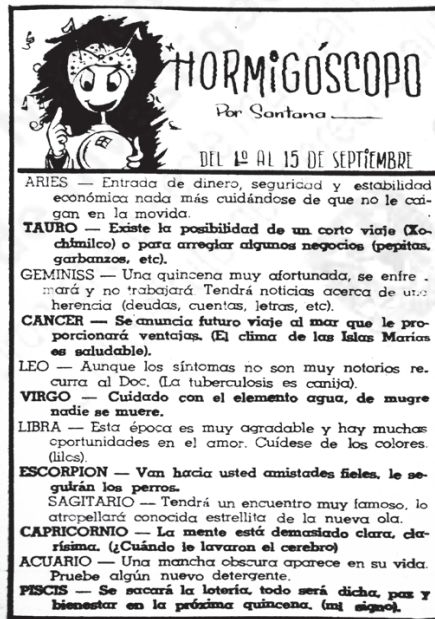 HORMIGÓSCOPO
Por Santana
DEL 1º AL 15 DE SEPTIEMBRE
ARIES — Entrada de dinero, seguridad y estabilidad
económica nada más cuidándose de que no le cai-
gan en la movida.
TAURO — Existe la posibilidad de un corto viaje (Xo-
chimilco) o para arreglar algunos negocios (pepitas,
garbanzos, etc).
GEMINISS — Una quincena muy afortunada, se enfre .
mará y no trabajará Tendrá noticias acerca de una
herencia (deudas, cuentas, letras, etc).
CANCER — Se anuncia futuro viaje al mar que le pro-
porcionará ventajas. (El clima de las Islas Marías
es saludable).
LEO — Aunque los síntomas no son muy notorios re.
curra al Doc. (La tuberculosis es canija).
VIRGO — Cuidado con el elemento agua, de mugre
nadie se muere.
LIBRA — Esta época es muy agradable y hay muchas
oportunidades en el amor. Cuídese de los colores.
(lilos).
ESCORPION — Van hacia usted amistades fieles, le se-
guirán los perros.
SAGITARIO — Tendrá un encuentro muy famoso, lo
atropellará conocida estrellita de la nueva ola.
CAPRICORNIO — La mente está demasiado clara, cla-
rísima. (¿Cuándo le lavaron el cerebro)
ACUARIO — Una mancha obscura aparece en su vida.
Pruebe algún nuevo detergente.
PISCIS — Se sacará la lotería, todo será dicha, paz y
bienestar en la próxima quincena. (mi signo).